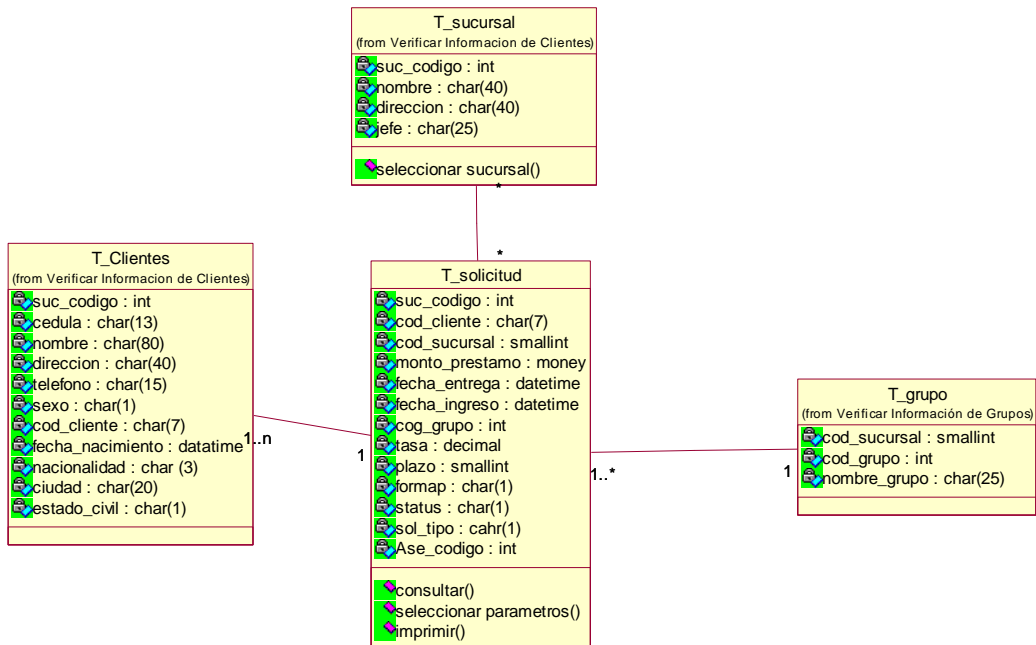 T_sucursal
(from Verificar Informacion de Clientes)
suc_codigo : int
nombre : char(40)
direccion : char(40)
jefe : char(25)
seleccionar sucursal()
*
*
T_Clientes
(from Verificar Informacion de Clientes)
suc_codigo : int
cedula : char(13)
nombre : char(80)
direccion : char(40)
telefono : char(15)
sexo : char(1)
cod_cliente : char(7)
fecha_nacimiento : datatime
nacionalidad : char (3)
ciudad : char(20)
estado_civil : char(1)
1..n
1
T_solicitud
suc_codigo : int
cod_cliente : char(7)
cod_sucursal : smallint
monto_prestamo : money
fecha_entrega : datetime
fecha_ingreso : datetime
cog_grupo : int
tasa : decimal
plazo : smallint
formap : char(1)
status : char(1)
sol_tipo : cahr(1)
Ase_codigo : int
consultar()
seleccionar parametros()
imprimir()
1..*
1
T_grupo
(from Verificar Información de Grupos)
cod_sucursal : smallint
cod_grupo : int
nombre_grupo : char(25)